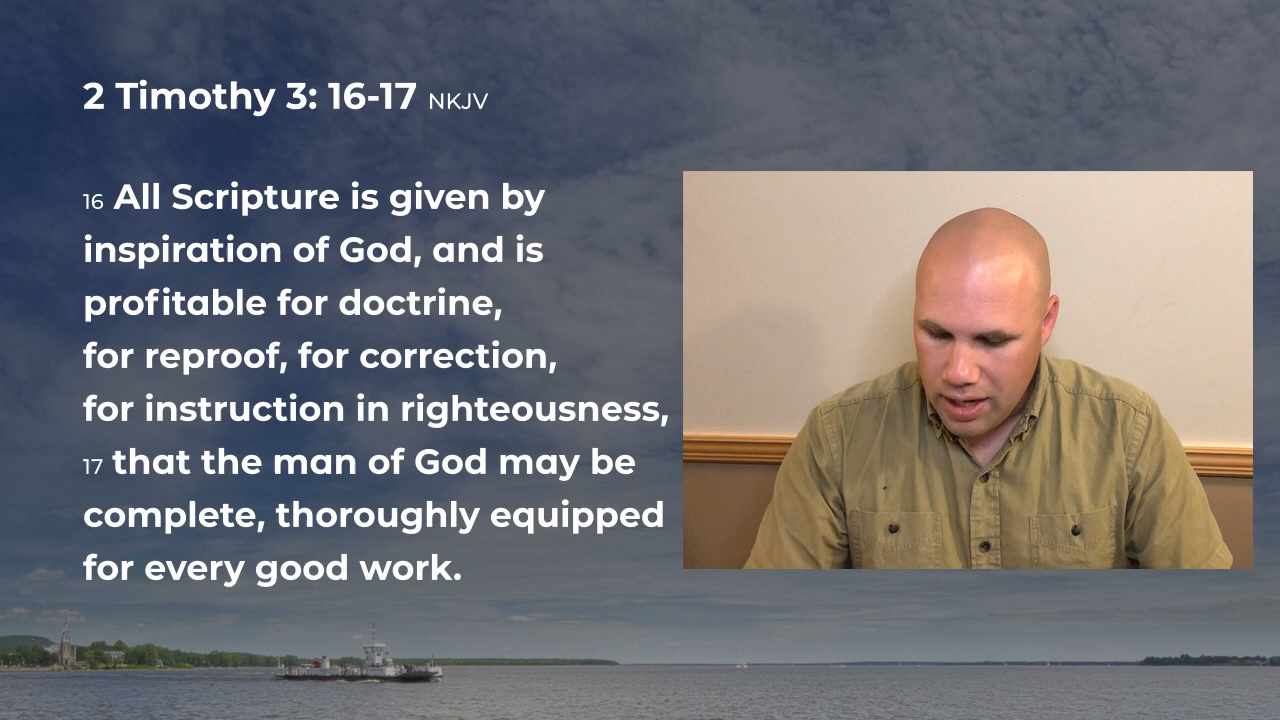 2 Timothy 3: 16-17 NKJV
16 All Scripture is given by
inspiration of God, and is
profitable for doctrine,
for reproof, for correction,
for instruction in righteousness,
17 that the man of God may be
complete, thoroughly equipped
for every good work.